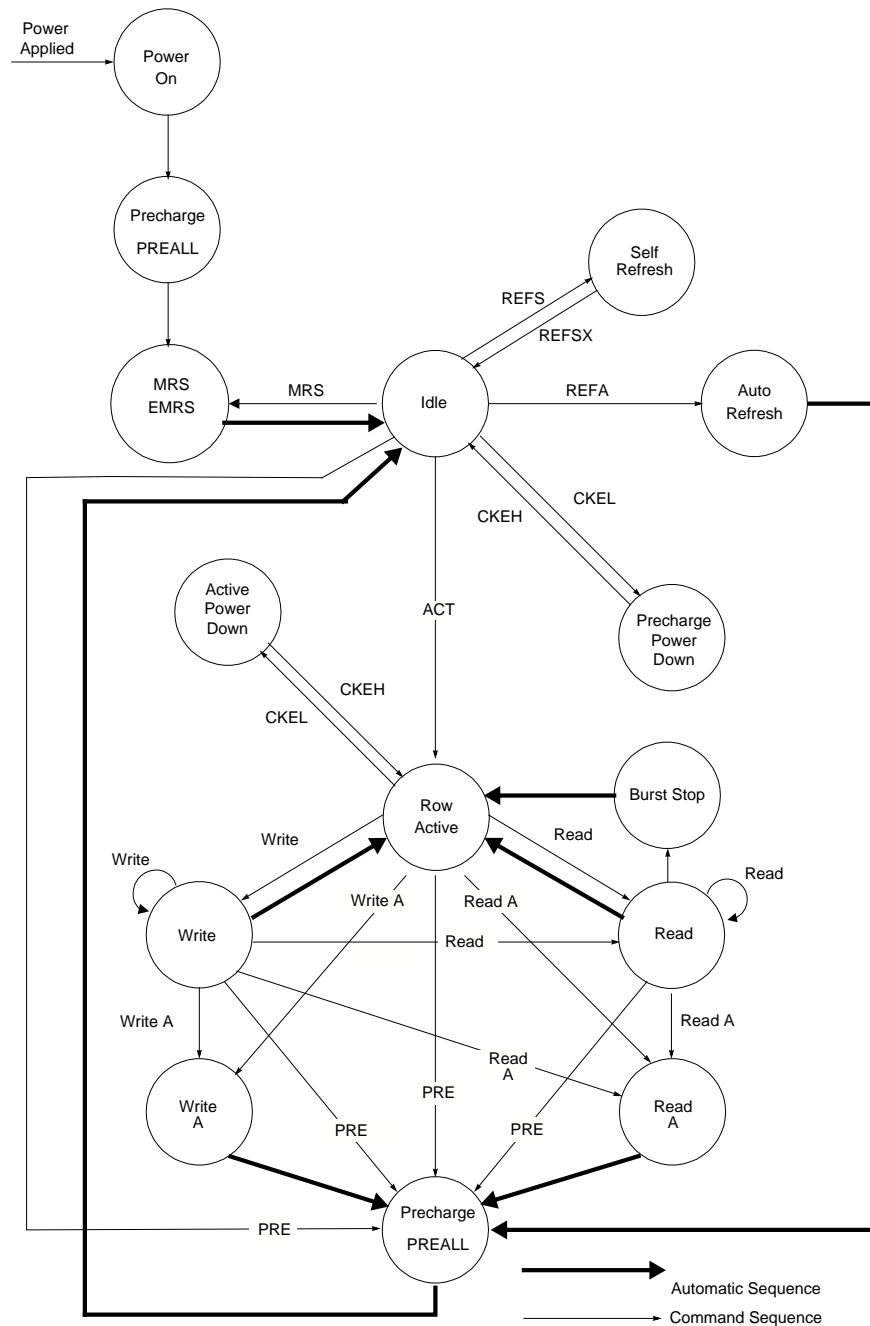 Power
Applied
Power
On
Precharge
PREALL
Self
Refresh
REFS
REFSX
MRS
EMRS
MRS
Idle
REFA
Auto
Refresh
CKEL
CKEH
Active
Power
Down
ACT
Precharge
Power
Down
CKEH
CKEL
Burst Stop
Row
Active
Write
Read
Write
Read
Write A
Read A
Write
Read
Read
Write A
Read A
Read
A
Write
A
Read
A
PRE
PRE
PRE
Precharge
PREALL
PRE
Automatic Sequence
Command Sequence